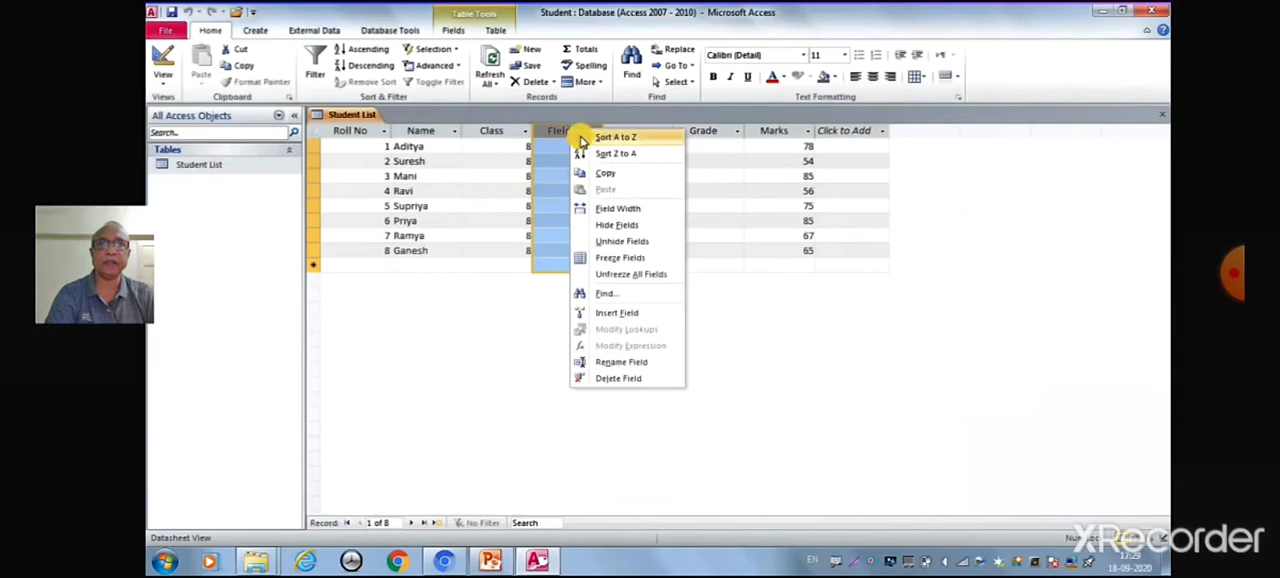 Table Tools
Student : Database (Access 2007 - 2010) - Microsoft Access
File Home Create External Data Database Tools Fields Table
View
Views
Paste
Cut
Copy
Format Painter
Clipboard
Filter
Ascending
Descending
Remove Sort
Selection
Advanced
Toggle Filter
Sort & Filter
Refresh
All
New
Save
Delete
Totals
Spelling
More
Records
Find
Replace
Go To
Select
Find
Calibri (Detail) 11
B I U
Text Formatting
All Access Objects
Search...
Tables
Student List
Student List
Roll No Name Class Field Grade Marks Click to Add
1 Aditya 8 78
2 Suresh 8 54
3 Mani 8 85
4 Ravi 8 56
5 Supriya 8 75
6 Priya 8 85
7 Ramya 8 67
8 Ganesh 8 65
Sort A to Z
Sort Z to A
Copy
Paste
Field Width
Hide Fields
Unhide Fields
Freeze Fields
Unfreeze All Fields
Find...
Insert Field
Modify Lookups
Modify Expression
Rename Field
Delete Field
Record: 1 of 8 No Filter Search
Datasheet View
EN
18-09-2020
XRecorder